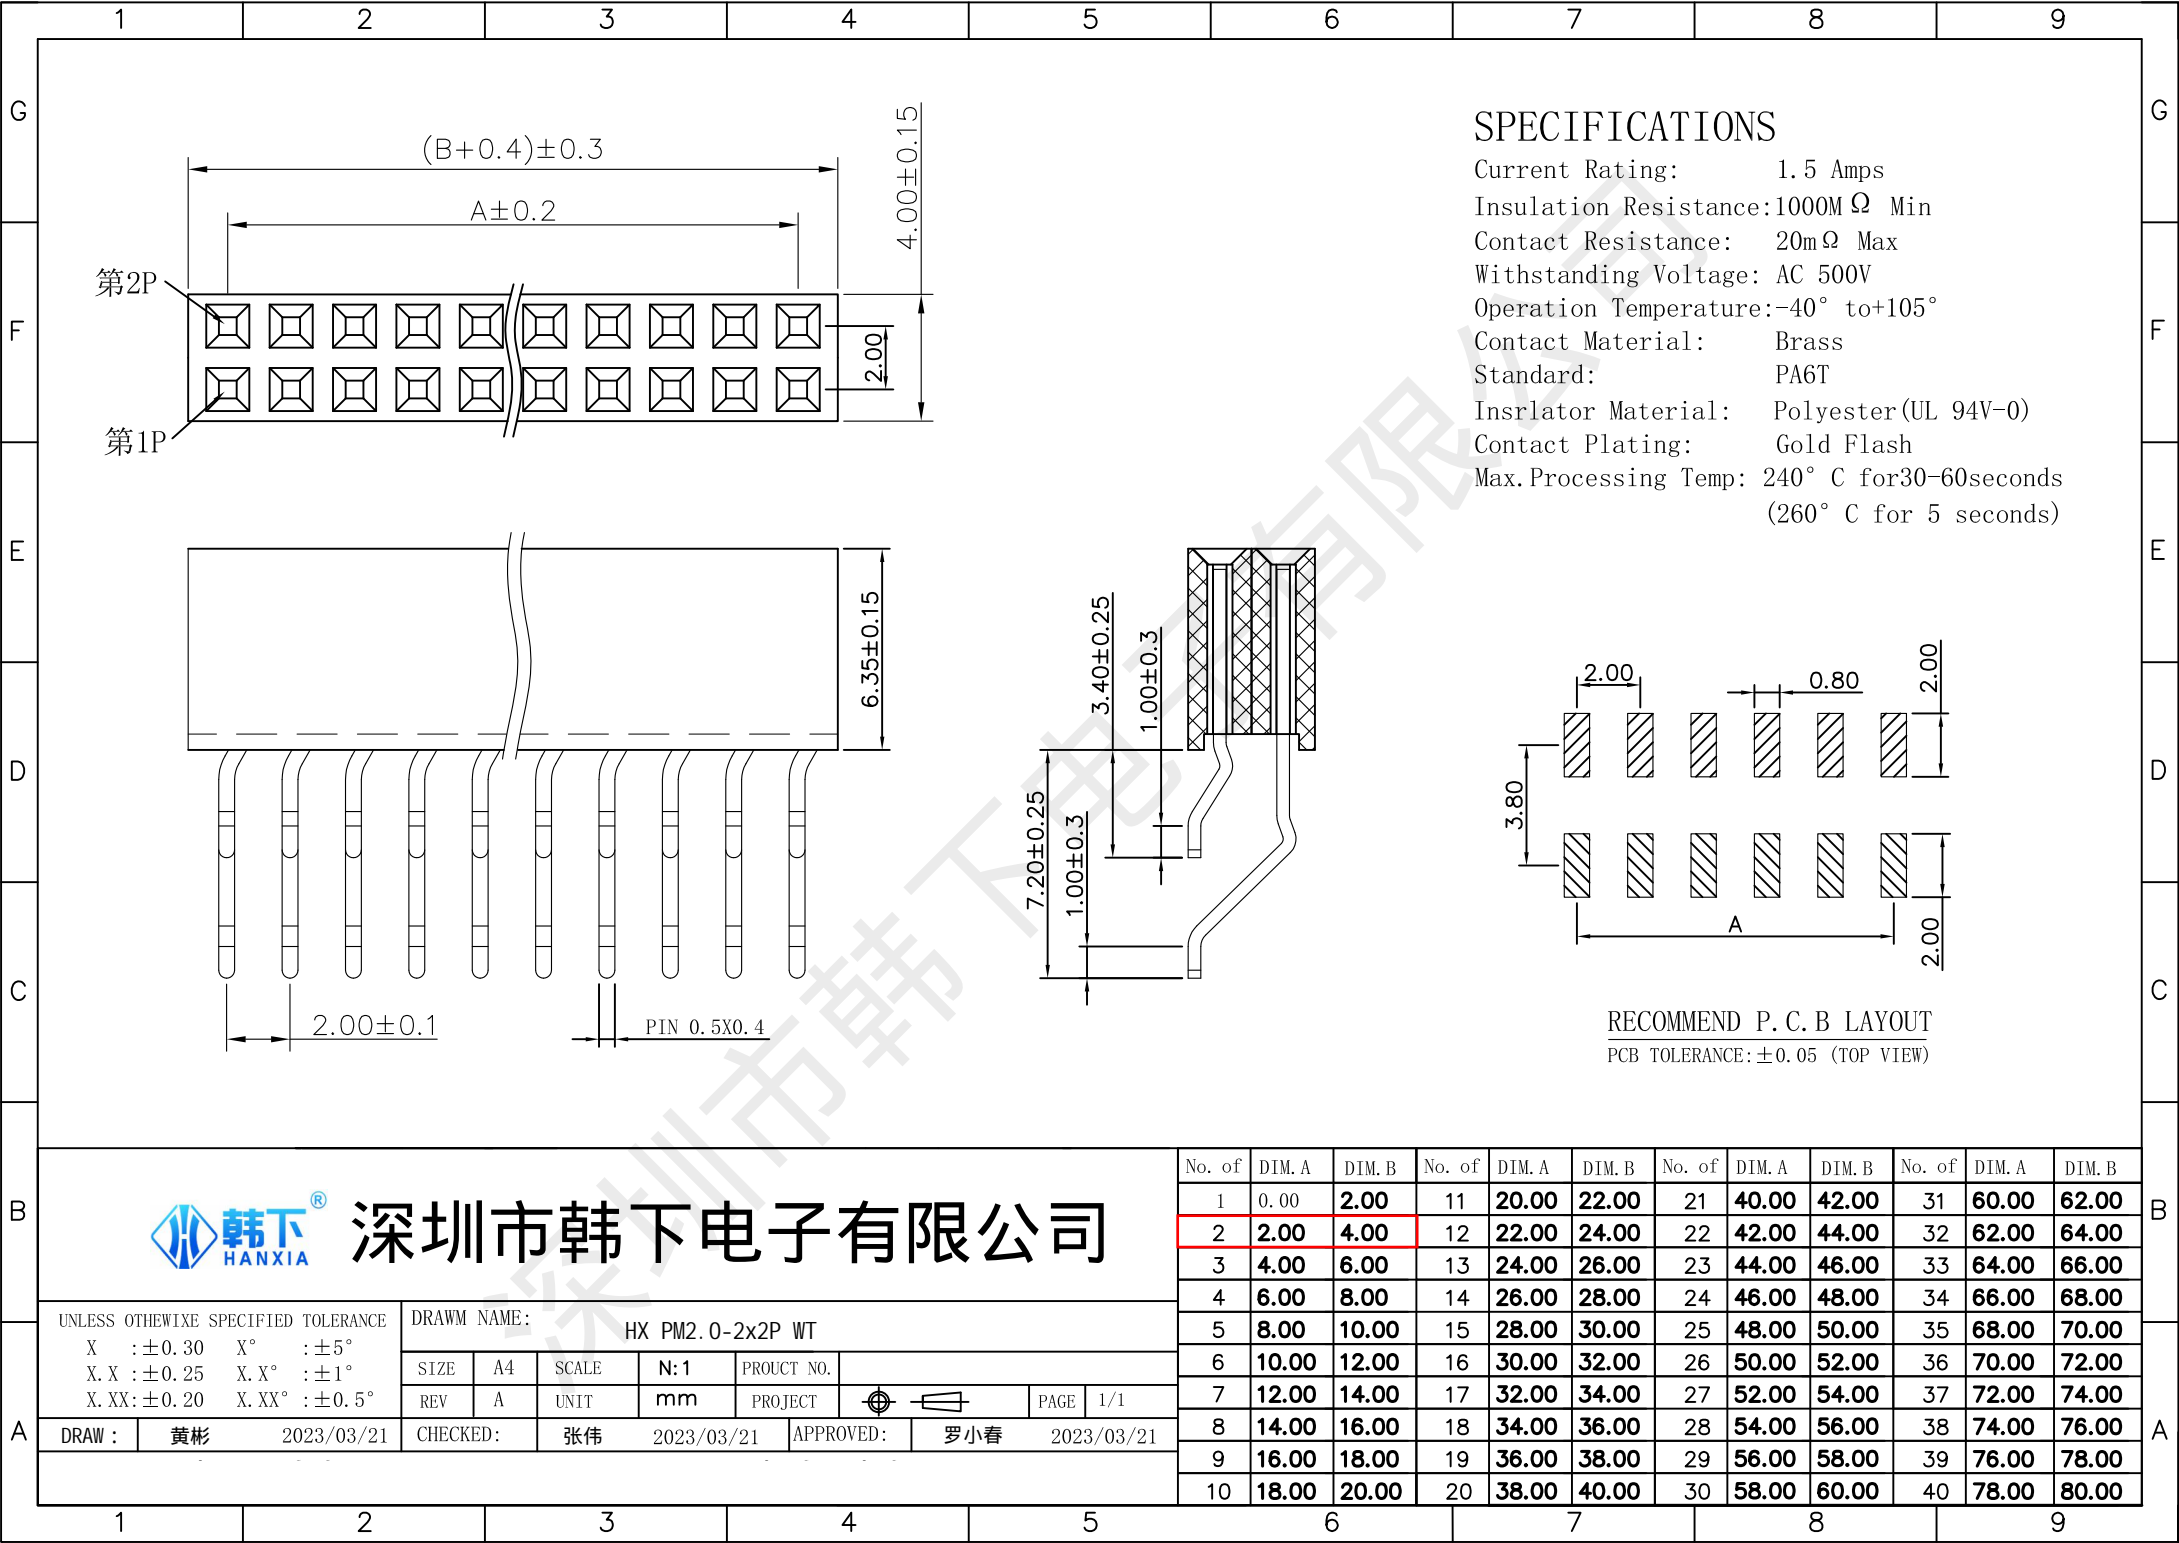 1 2 3 4 5 6 7 8 9
G G
F F
E E
D D
C C
B B
A A
(B+0.4)±0.3
A±0.2
4.00±0.15
2.00
第2P
第1P
SPECIFICATIONS
Current Rating: 1.5 Amps
Insulation Resistance:1000MΩ Min
Contact Resistance: 20mΩ Max
Withstanding Voltage: AC 500V
Operation Temperature:-40° to+105°
Contact Material: Brass
Standard: PA6T
Insrlator Material: Polyester(UL 94V-0)
Contact Plating: Gold Flash
Max.Processing Temp: 240°C for30-60seconds
(260°C for 5 seconds)
6.35±0.15
2.00±0.1
PIN 0.5X0.4
3.40±0.25
1.00±0.3
7.20±0.25
1.00±0.3
2.00
0.80
2.00
3.80
A
2.00
RECOMMEND P.C.B LAYOUT
PCB TOLERANCE:±0.05 (TOP VIEW)
深圳市韩下电子有限公司
韩下®
HANXIA
深圳市韩下电子有限公司
UNLESS OTHEWIXE SPECIFIED TOLERANCE
X :±0.30 X° :±5°
X.X :±0.25 X.X° :±1°
X.XX:±0.20 X.XX° :±0.5°
DRAWM NAME:
HX PM2.0-2x2P WT
SIZE A4 SCALE N:1 PROUCT NO.
REV A UNIT mm PROJECT PAGE 1/1
DRAW: 黄彬 2023/03/21 CHECKED: 张伟 2023/03/21 APPROVED: 罗小春 2023/03/21
No. of DIM.A DIM.B No. of DIM.A DIM.B No. of DIM.A DIM.B No. of DIM.A DIM.B
1 0.00 2.00 11 20.00 22.00 21 40.00 42.00 31 60.00 62.00
2 2.00 4.00 12 22.00 24.00 22 42.00 44.00 32 62.00 64.00
3 4.00 6.00 13 24.00 26.00 23 44.00 46.00 33 64.00 66.00
4 6.00 8.00 14 26.00 28.00 24 46.00 48.00 34 66.00 68.00
5 8.00 10.00 15 28.00 30.00 25 48.00 50.00 35 68.00 70.00
6 10.00 12.00 16 30.00 32.00 26 50.00 52.00 36 70.00 72.00
7 12.00 14.00 17 32.00 34.00 27 52.00 54.00 37 72.00 74.00
8 14.00 16.00 18 34.00 36.00 28 54.00 56.00 38 74.00 76.00
9 16.00 18.00 19 36.00 38.00 29 56.00 58.00 39 76.00 78.00
10 18.00 20.00 20 38.00 40.00 30 58.00 60.00 40 78.00 80.00
1 2 3 4 5 6 7 8 9